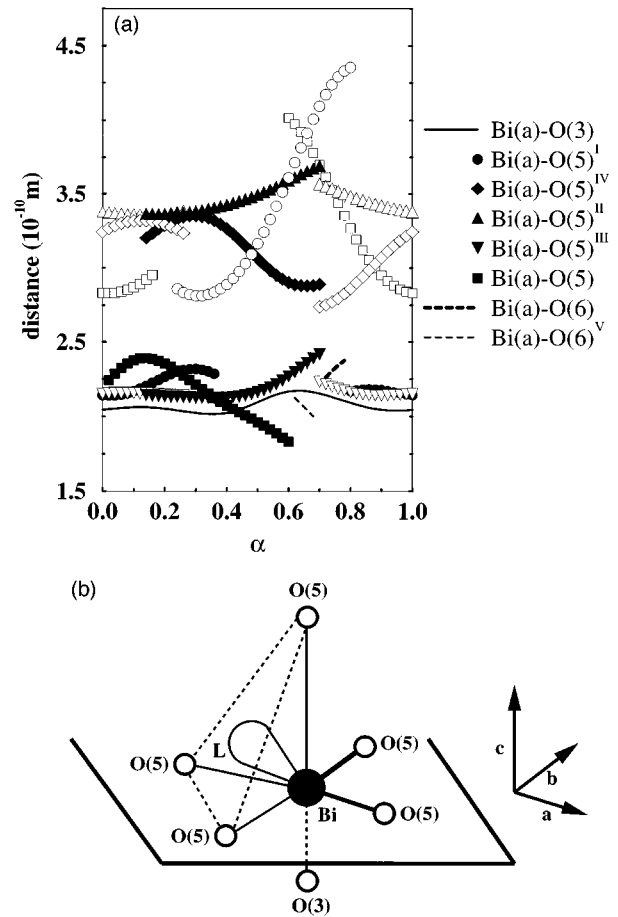 (a)
4.5
3.5
2.5
1.5
distance (10⁻¹⁰m)
0.0 0.2 0.4 0.6 0.8 1.0
α
Bi(a)-O(3)
Bi(a)-O(5)ᴵ
Bi(a)-O(5)ᴵⱽ
Bi(a)-O(5)ᴵᴵ
Bi(a)-O(5)ᴵᴵᴵ
Bi(a)-O(5)
Bi(a)-O(6)
Bi(a)-O(6)ⱽ
(b)
O(5)
O(5)
L
O(5)
O(5)
O(5)
Bi
O(3)
c
b
a